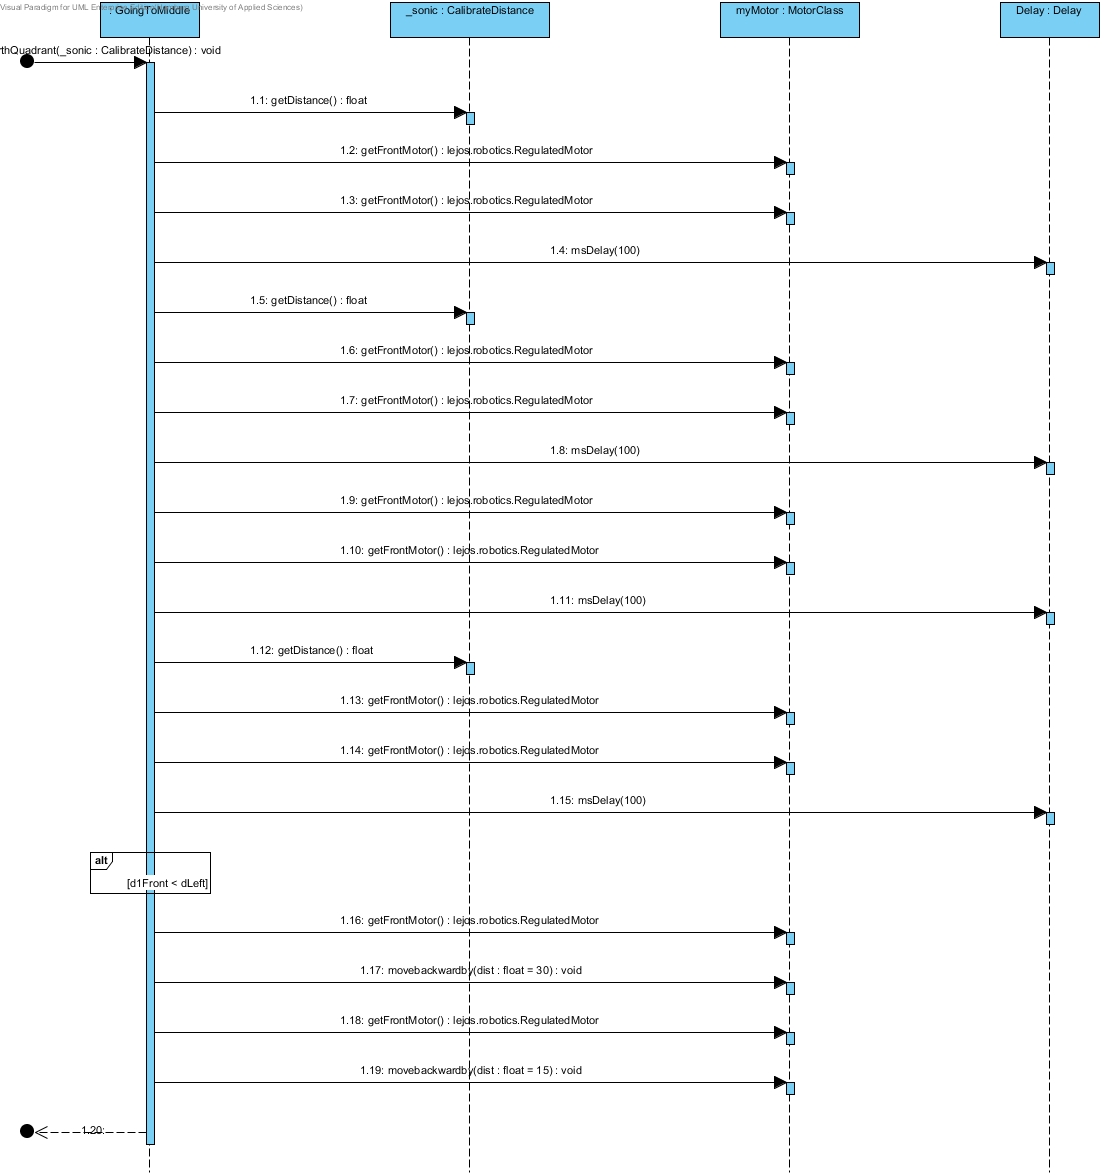 Visual Paradigm for UML Enterprise Edition University of Applied Sciences)
: GoingToMiddle
_sonic : CalibrateDistance
myMotor : MotorClass
Delay : Delay
thQuadrant(_sonic : CalibrateDistance) : void
1.1: getDistance() : float
1.2: getFrontMotor() : lejos.robotics.RegulatedMotor
1.3: getFrontMotor() : lejos.robotics.RegulatedMotor
1.4: msDelay(100)
1.5: getDistance() : float
1.6: getFrontMotor() : lejos.robotics.RegulatedMotor
1.7: getFrontMotor() : lejos.robotics.RegulatedMotor
1.8: msDelay(100)
1.9: getFrontMotor() : lejos.robotics.RegulatedMotor
1.10: getFrontMotor() : lejos.robotics.RegulatedMotor
1.11: msDelay(100)
1.12: getDistance() : float
1.13: getFrontMotor() : lejos.robotics.RegulatedMotor
1.14: getFrontMotor() : lejos.robotics.RegulatedMotor
1.15: msDelay(100)
alt
[d1Front < dLeft]
1.16: getFrontMotor() : lejos.robotics.RegulatedMotor
1.17: movebackwardby(dist : float = 30) : void
1.18: getFrontMotor() : lejos.robotics.RegulatedMotor
1.19: movebackwardby(dist : float = 15) : void
1.20: